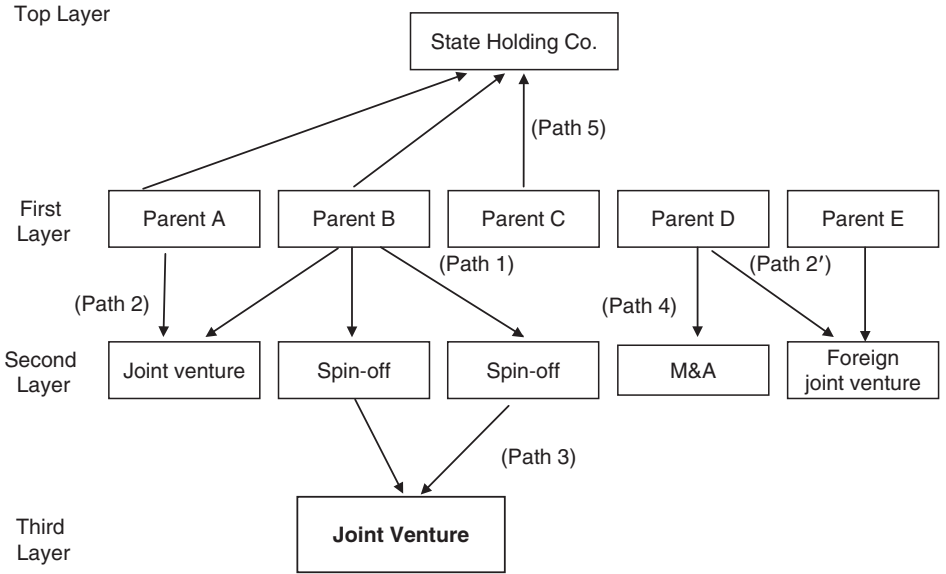 Top Layer
State Holding Co.
(Path 5)
First
Layer
Parent A
Parent B
Parent C
Parent D
Parent E
(Path 1)
(Path 2′)
(Path 2)
(Path 4)
Second
Layer
Joint venture
Spin-off
Spin-off
M&A
Foreign
joint venture
(Path 3)
Third
Layer
Joint Venture